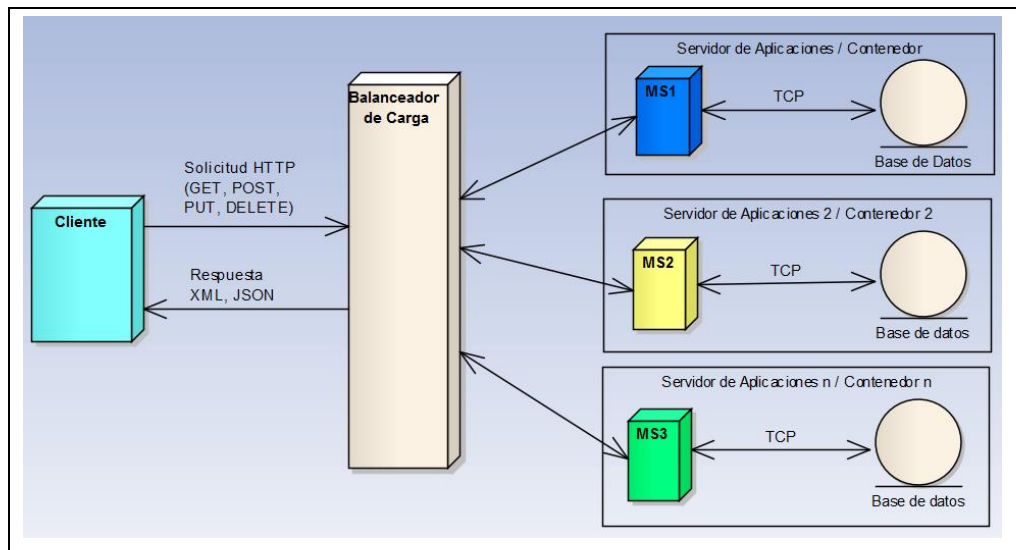 Servidor de Aplicaciones / Contenedor
MS1
TCP
Base de Datos
Balanceador
de Carga
Solicitud HTTP
(GET, POST,
PUT, DELETE)
Cliente
Respuesta
XML, JSON
Servidor de Aplicaciones 2 / Contenedor 2
MS2
TCP
Base de datos
Servidor de Aplicaciones n / Contenedor n
MS3
TCP
Base de datos